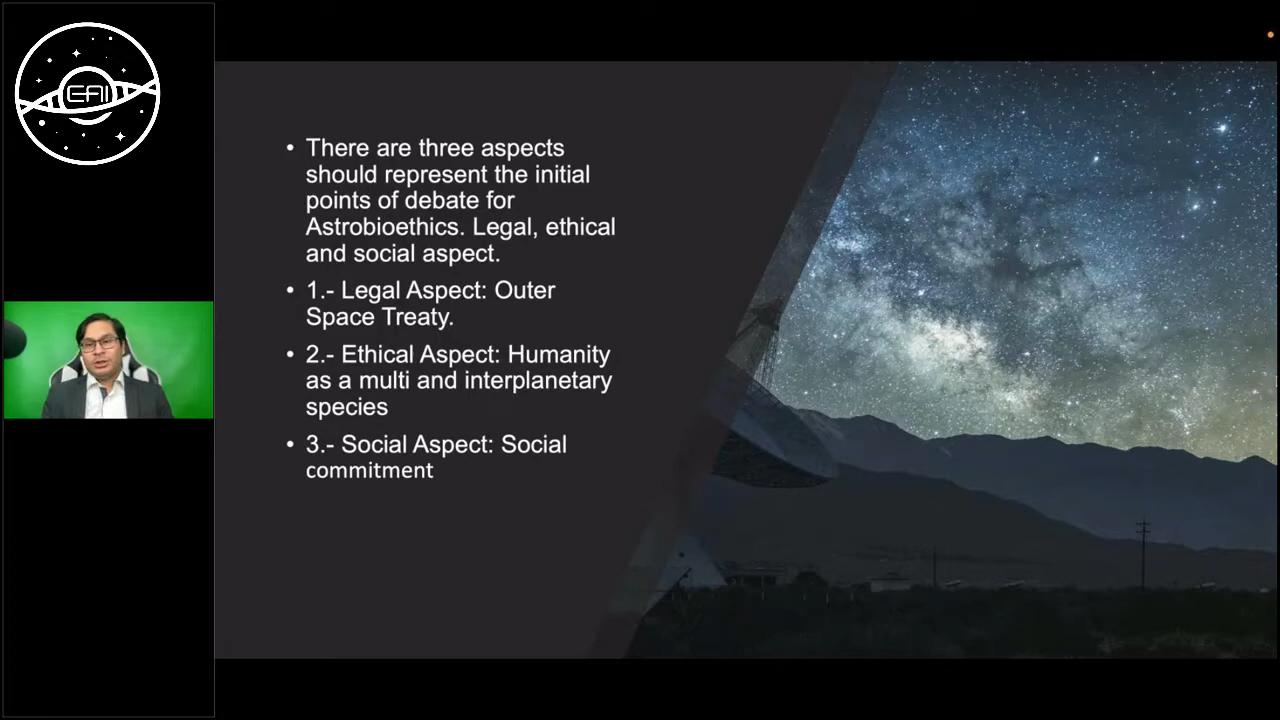 EAI
• There are three aspects
should represent the initial
points of debate for
Astrobioethics. Legal, ethical
and social aspect.
• 1.- Legal Aspect: Outer
Space Treaty.
• 2.- Ethical Aspect: Humanity
as a multi and interplanetary
species
• 3.- Social Aspect: Social
commitment